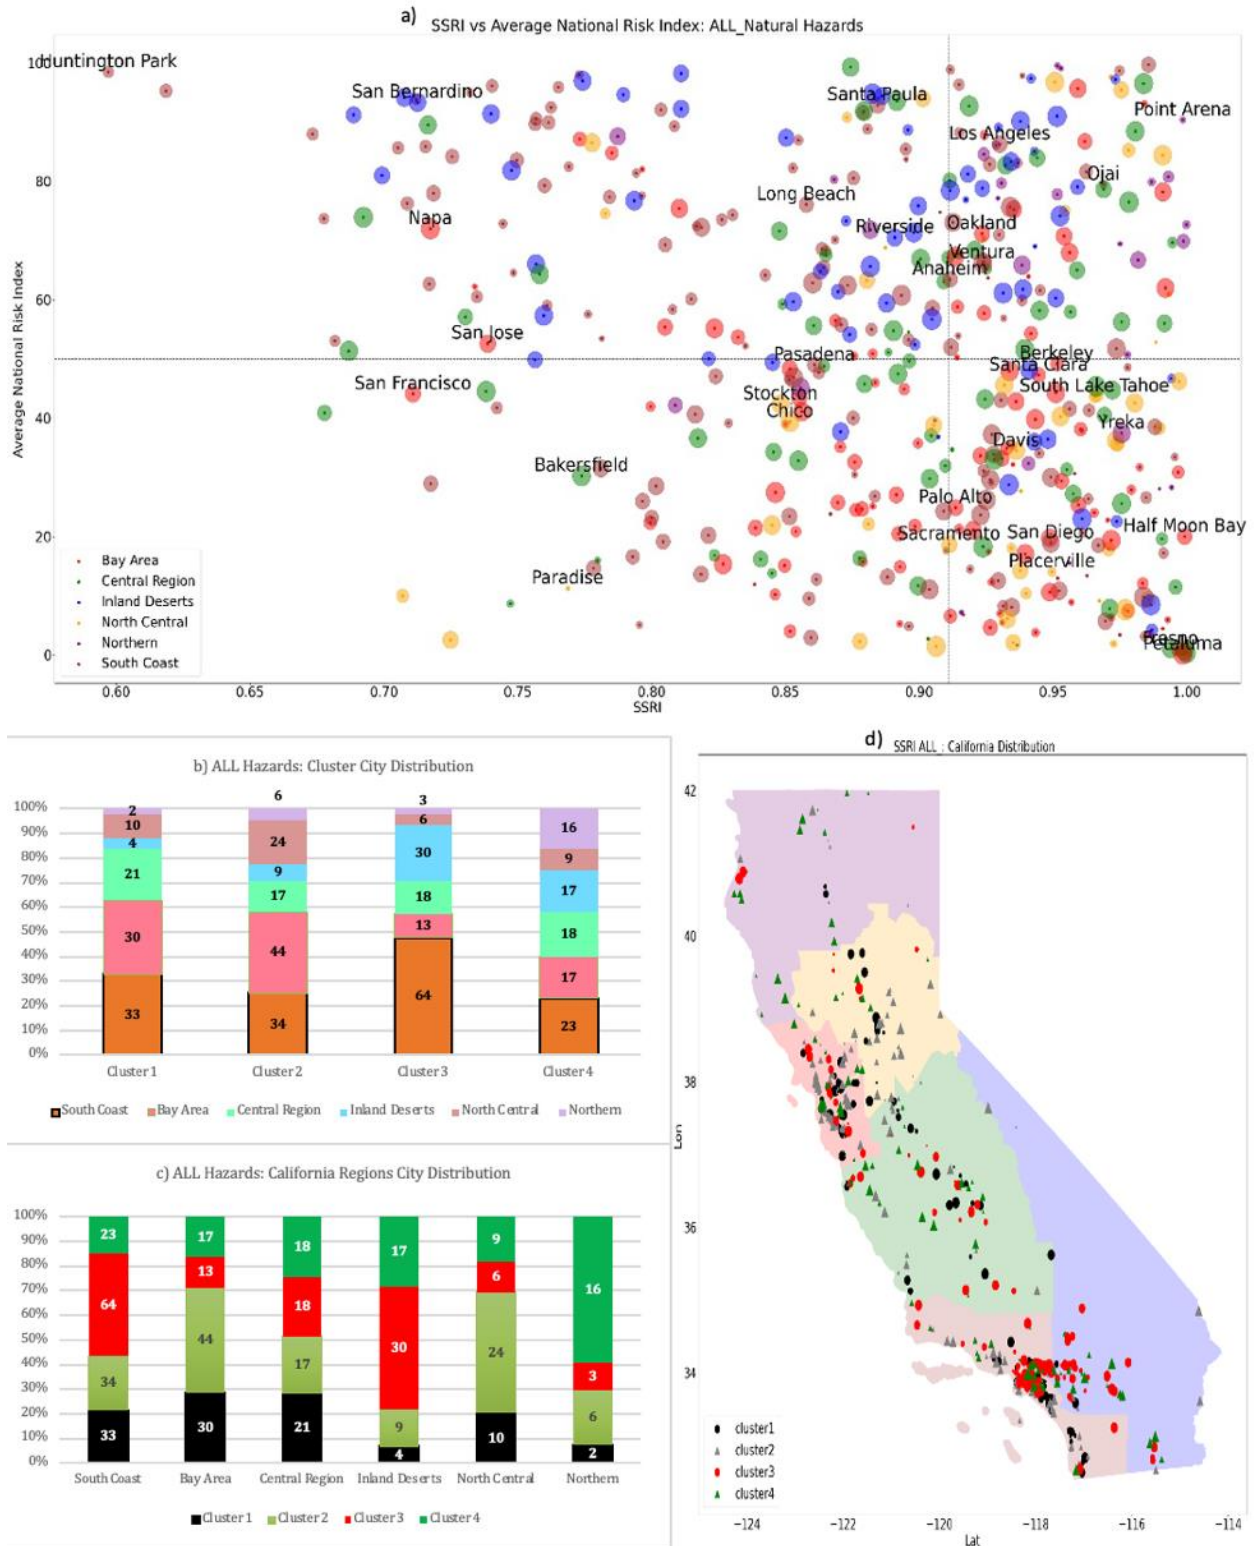 a)
SSRI vs Average National Risk Index: ALL_Natural Hazards
Average National Risk Index
100
80
60
40
20
0
Huntington Park
San Bernardino
Santa Paula
Point Arena
Los Angeles
Ojai
Long Beach
Napa
Riverside
Oakland
Ventura
Anaheim
San Jose
Pasadena
Berkeley
Santa Clara
San Francisco
Stockton
South Lake Tahoe
Chico
Yreka
Davis
Bakersfield
Palo Alto
Sacramento
San Diego
Half Moon Bay
Placerville
Paradise
Fresno
Petaluma
Bay Area
Central Region
Inland Deserts
North Central
Northern
South Coast
0.60 0.65 0.70 0.75 0.80 0.85 0.90 0.95 1.00
SSRI
b) ALL Hazards: Cluster City Distribution
100%
90%
80%
70%
60%
50%
40%
30%
20%
10%
0%
2 6 3 16
10 24 6 9
4 9 30 17
21 17 18 18
30 44 13 17
33 34 64 23
Cluster1 Cluster2 Cluster3 Cluster4
South Coast Bay Area Central Region Inland Deserts North Central Northern
c) ALL Hazards: California Regions City Distribution
100%
90%
80%
70%
60%
50%
40%
30%
20%
10%
0%
23 17 18 17 9 16
64 13 18 30 6 3
34 44 17 9 24 6
33 30 21 4 10 2
South Coast Bay Area Central Region Inland Deserts North Central Northern
Cluster 1 Cluster 2 Cluster 3 Cluster 4
d)
SSRI ALL : California Distribution
Lon
42
40
38
36
34
cluster1
cluster2
cluster3
cluster4
−124 −122 −120 −118 −116 −114
Lat